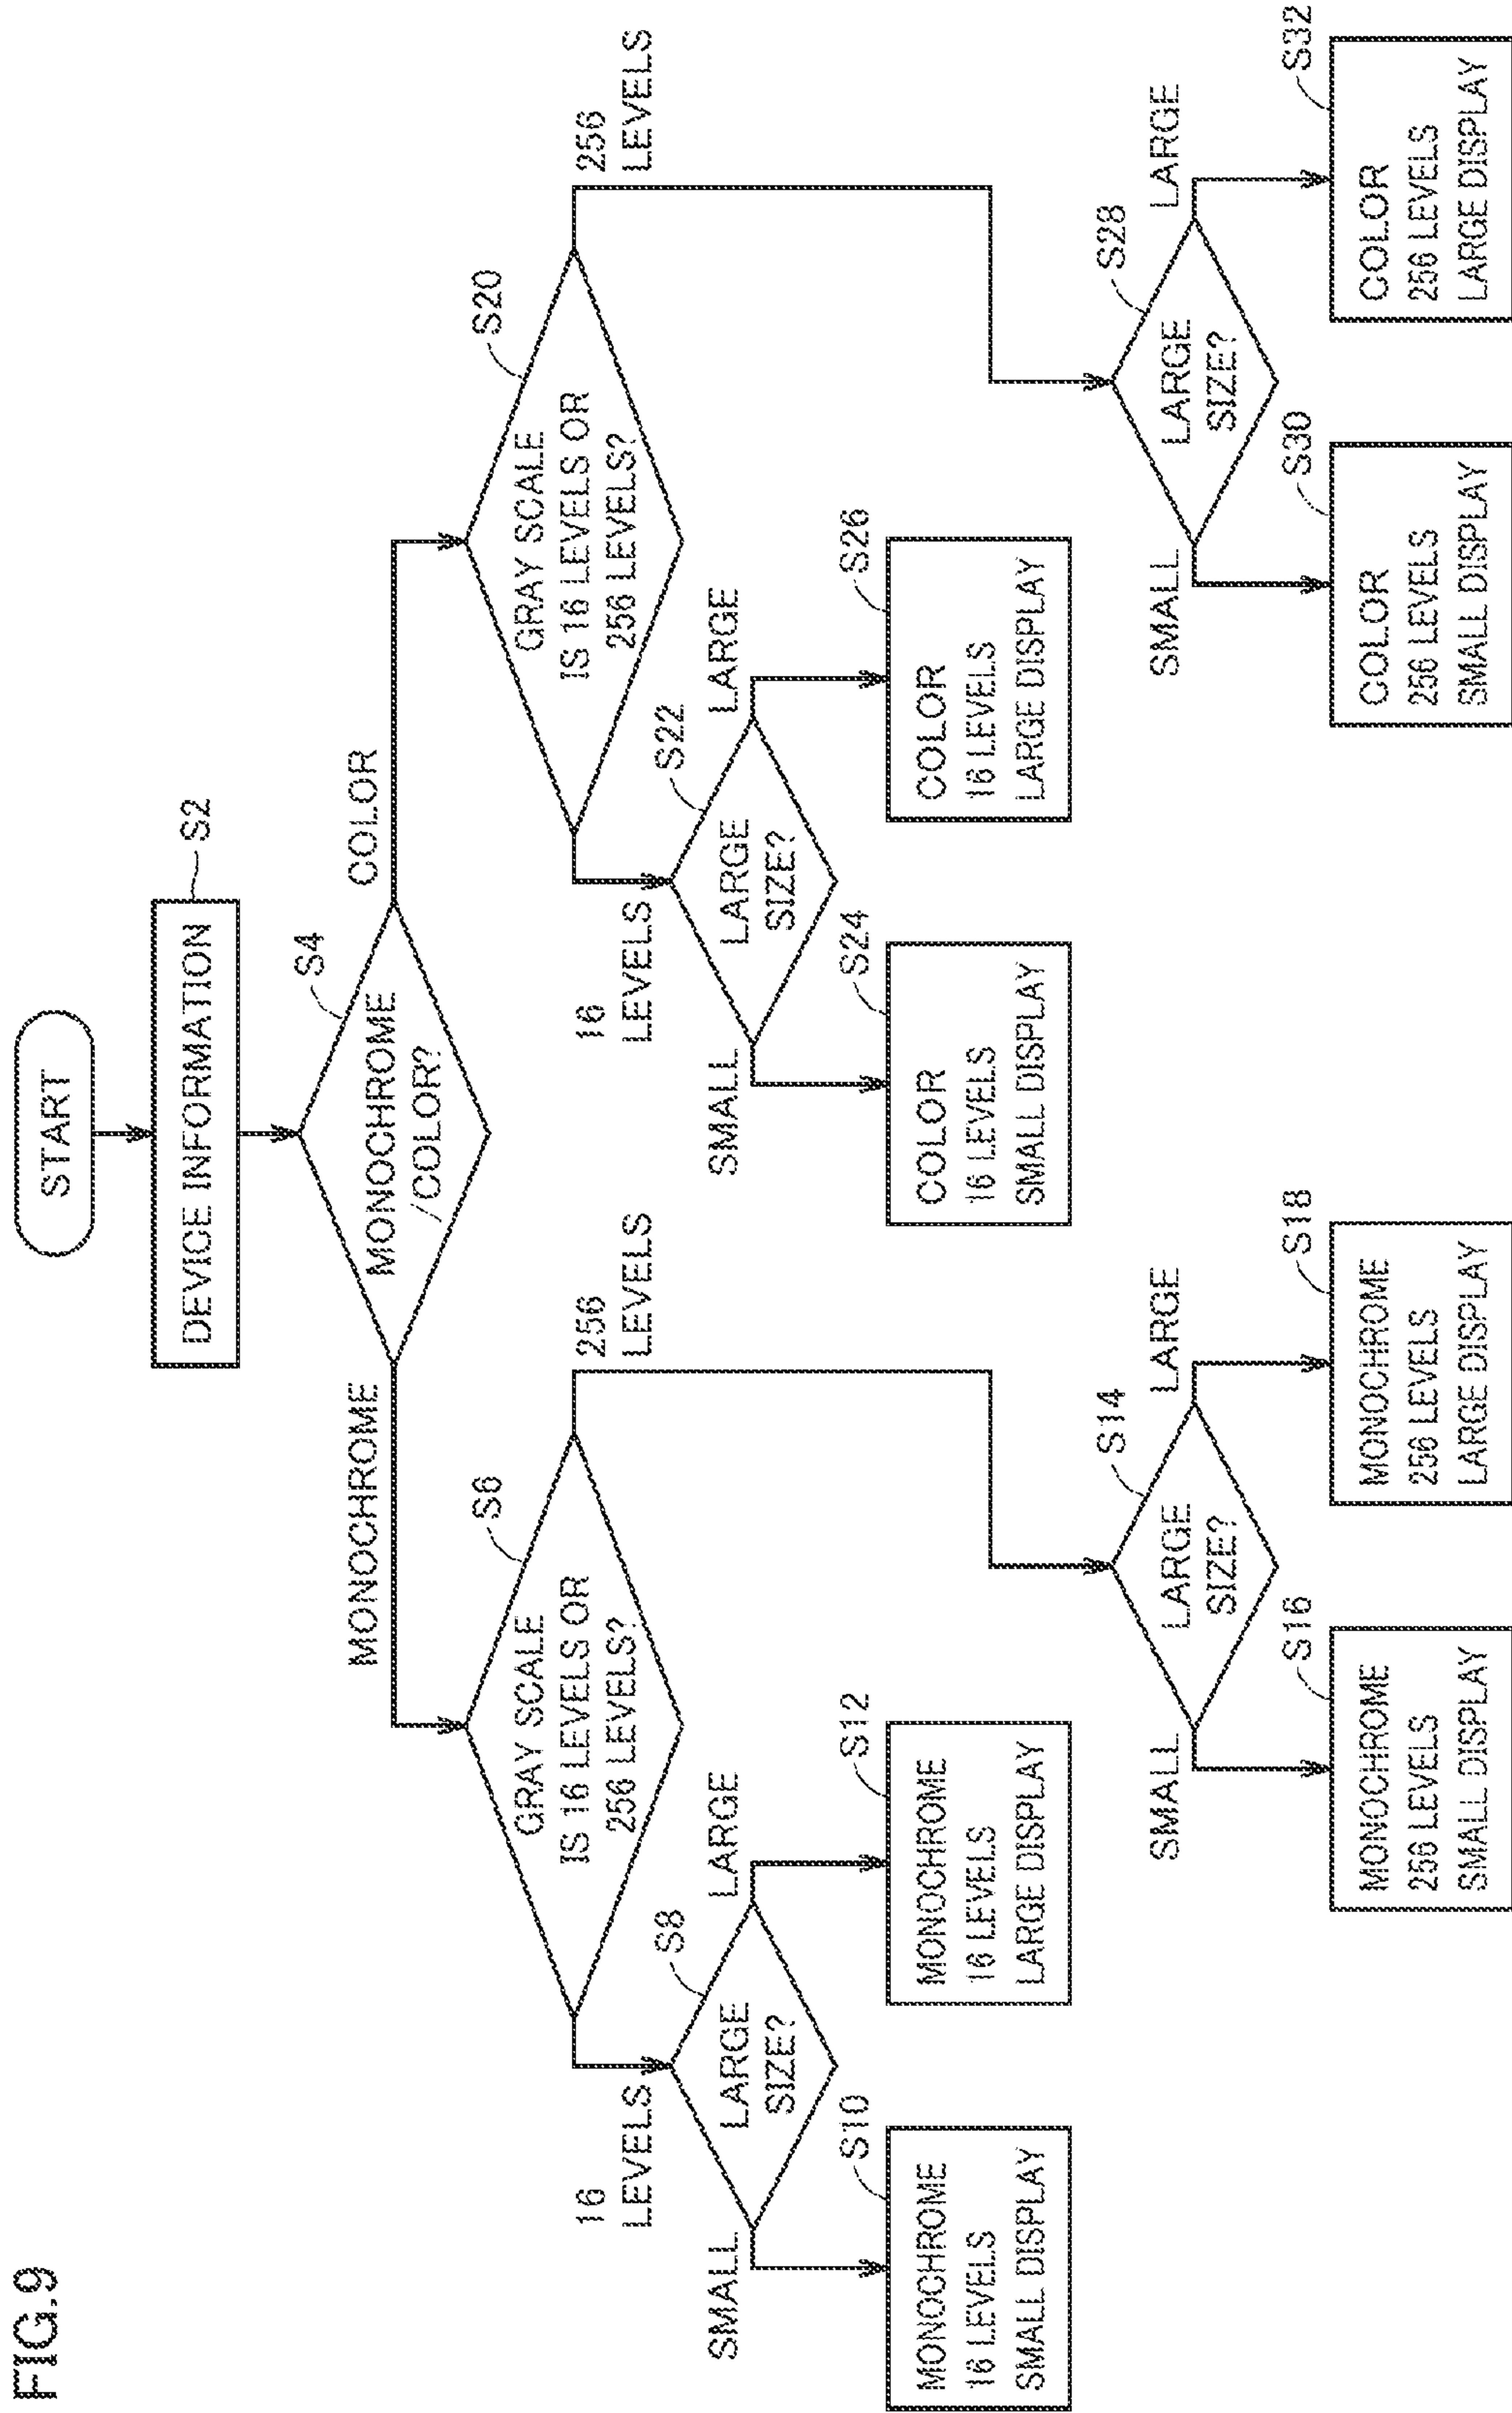 FIG.9
START
DEVICE INFORMATION
S2
MONOCHROME
/COLOR?
S4
MONOCHROME
COLOR
GRAY SCALE
IS 16 LEVELS OR
256 LEVELS?
S6
16
LEVELS
256
LEVELS
LARGE
SIZE?
S8
SMALL
LARGE
MONOCHROME
16 LEVELS
SMALL DISPLAY
S10
MONOCHROME
16 LEVELS
LARGE DISPLAY
S12
LARGE
SIZE?
S14
SMALL
LARGE
MONOCHROME
256 LEVELS
SMALL DISPLAY
S16
MONOCHROME
256 LEVELS
LARGE DISPLAY
S18
GRAY SCALE
IS 16 LEVELS OR
256 LEVELS?
S20
16
LEVELS
256
LEVELS
LARGE
SIZE?
S22
SMALL
LARGE
COLOR
16 LEVELS
SMALL DISPLAY
S24
COLOR
16 LEVELS
LARGE DISPLAY
S26
LARGE
SIZE?
S28
SMALL
LARGE
COLOR
256 LEVELS
SMALL DISPLAY
S30
COLOR
256 LEVELS
LARGE DISPLAY
S32